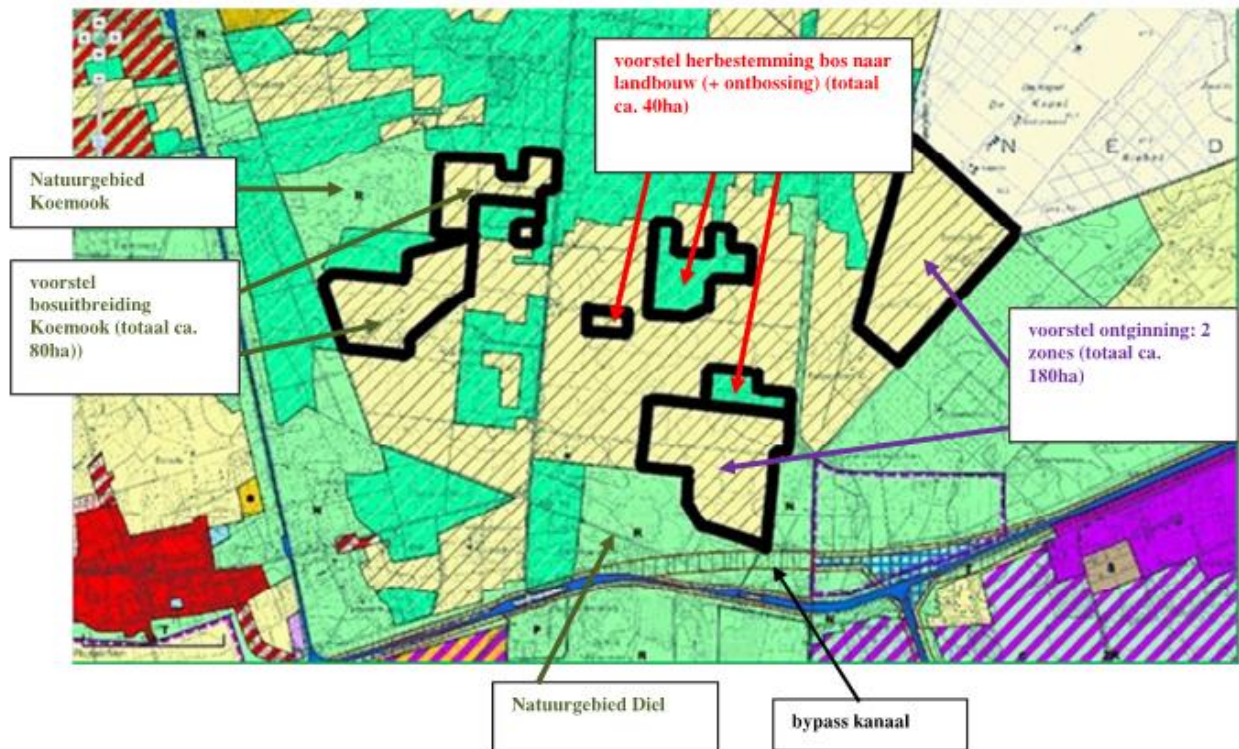 voorstel herbestemming bos naar
landbouw (+ ontbossing) (totaal
ca. 40ha)
N E D
Natuurgebied
Koemook
voorstel
bosuitbreiding
Koemook (totaal ca.
80ha))
voorstel ontginning: 2
zones (totaal ca.
180ha)
N
R
N
N
R
N
T
P
N
T
N
R
Natuurgebied Diel
bypass kanaal